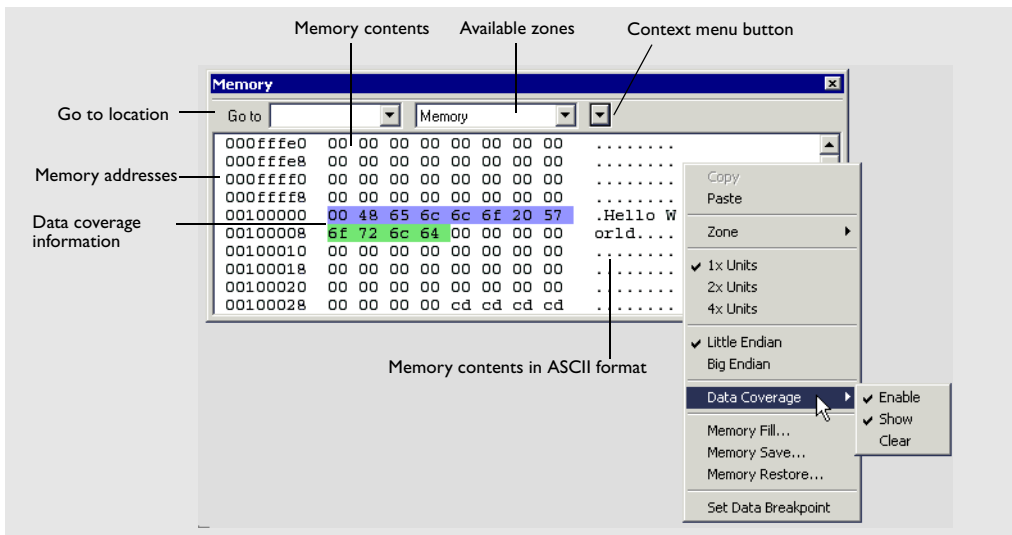 Memory contents Available zones Context menu button
Memory
Go to location Go to Memory
000fffe0 00 00 00 00 00 00 00 00 ........
000fffe8 00 00 00 00 00 00 00 00 ........
Memory addresses 000ffff0 00 00 00 00 00 00 00 00 ........
000ffff8 00 00 00 00 00 00 00 00 ........
Data coverage
information
00100000 00 48 65 6c 6c 6f 20 57 .Hello W
00100008 6f 72 6c 64 00 00 00 00 orld....
00100010 00 00 00 00 00 00 00 00 ........
00100018 00 00 00 00 00 00 00 00 ........
00100020 00 00 00 00 00 00 00 00 ........
00100028 00 00 00 00 cd cd cd cd ........
Memory contents in ASCII format
Copy
Paste
Zone
1x Units
2x Units
4x Units
Little Endian
Big Endian
Data Coverage
Enable
Show
Clear
Memory Fill...
Memory Save...
Memory Restore...
Set Data Breakpoint